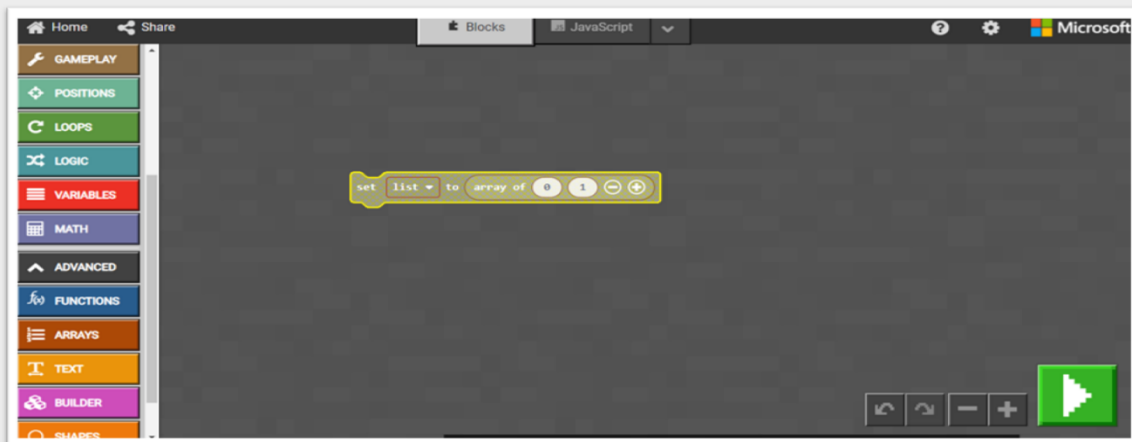 Home Share Blocks JavaScript Microsoft
GAMEPLAY
POSITIONS
LOOPS
LOGIC
VARIABLES
MATH
ADVANCED
f(x) FUNCTIONS
ARRAYS
TEXT
BUILDER
SHAPES
set list to array of 0 1